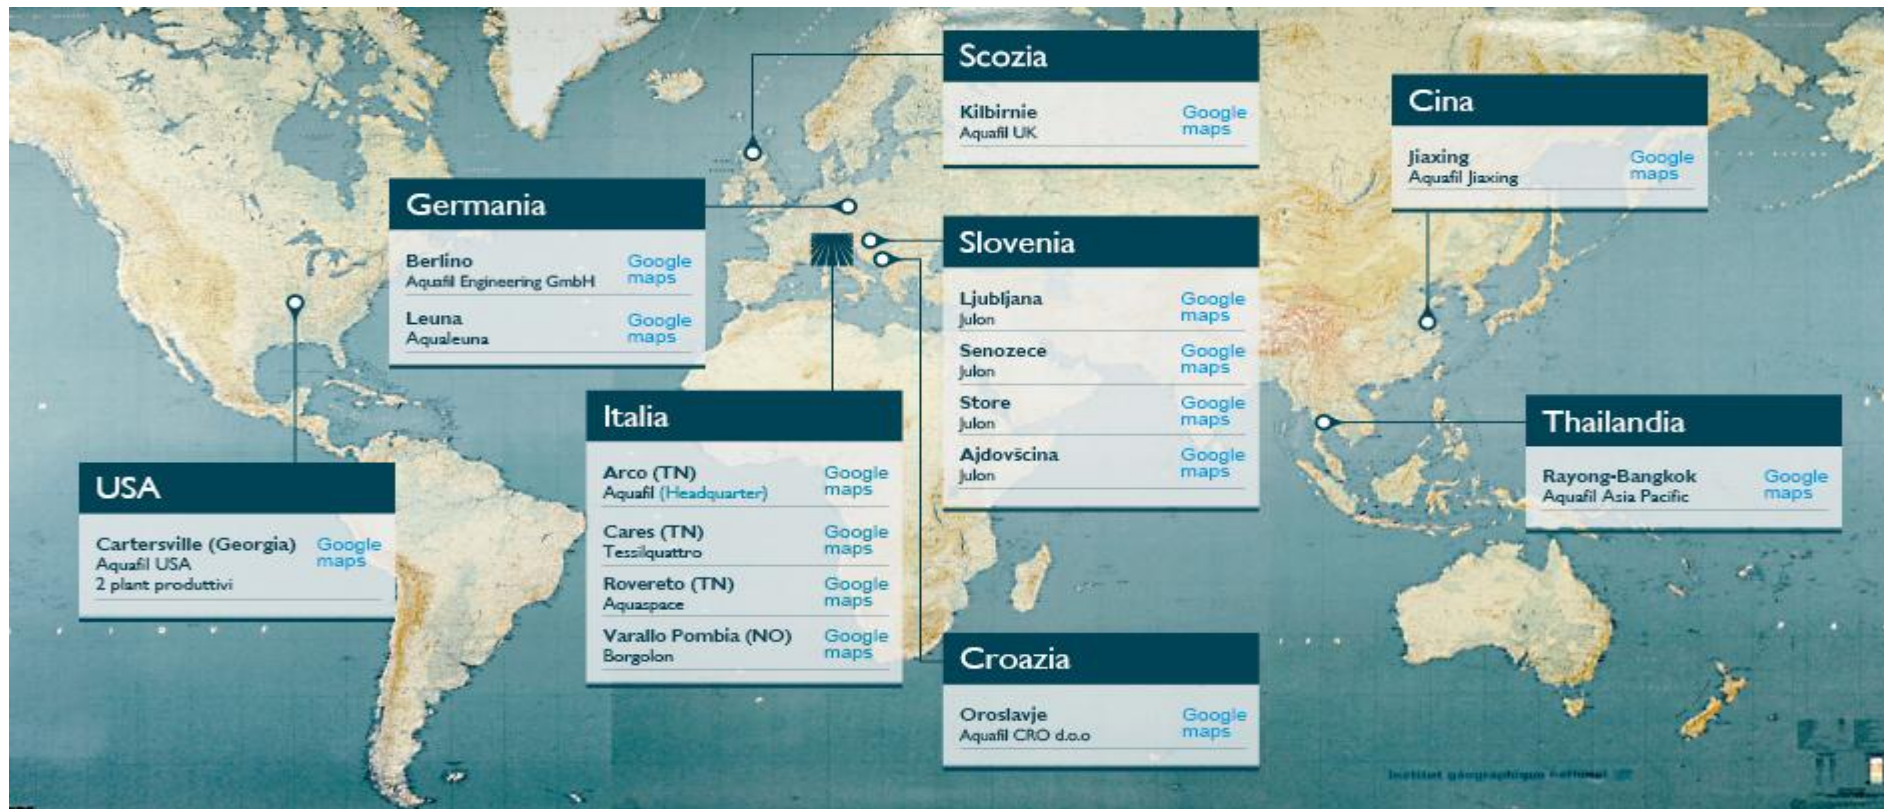 Scozia
Kilbirnie
Aquafil UK
Google
maps
Cina
Jiaxing
Aquafil Jiaxing
Google
maps
Germania
Berlino
Aquafil Engineering GmbH
Google
maps
Leuna
Aqualeuna
Google
maps
Slovenia
Ljubljana
Julon
Google
maps
Senozece
Julon
Google
maps
Store
Julon
Google
maps
Ajdovšcina
Julon
Google
maps
Italia
Arco (TN)
Aquafil (Headquarter)
Google
maps
Cares (TN)
Tessilquattro
Google
maps
Rovereto (TN)
Aquaspace
Google
maps
Varallo Pombia (NO)
Borgolon
Google
maps
Thailandia
Rayong-Bangkok
Aquafil Asia Pacific
Google
maps
USA
Cartersville (Georgia)
Aquafil USA
2 plant produttivi
Google
maps
Croazia
Oroslavje
Aquafil CRO d.o.o
Google
maps
Institut géographique national